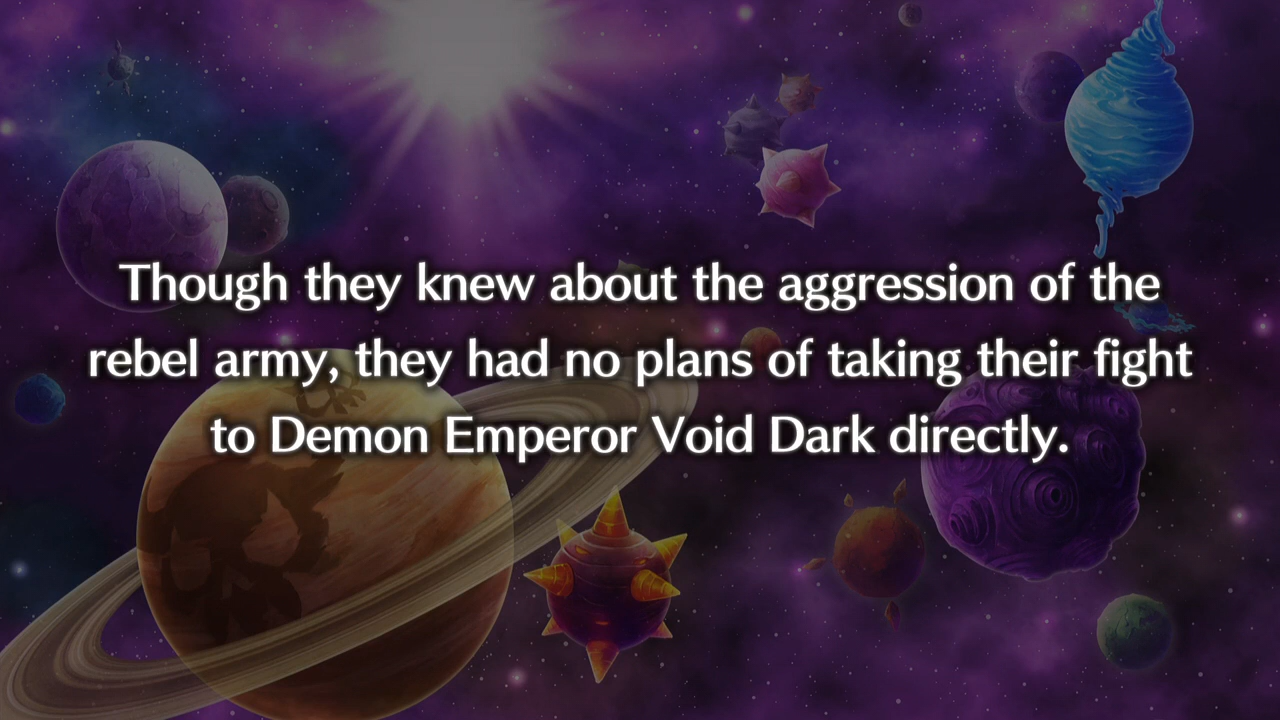 Though they knew about the aggression of the
rebel army, they had no plans of taking their fight
to Demon Emperor Void Dark directly.